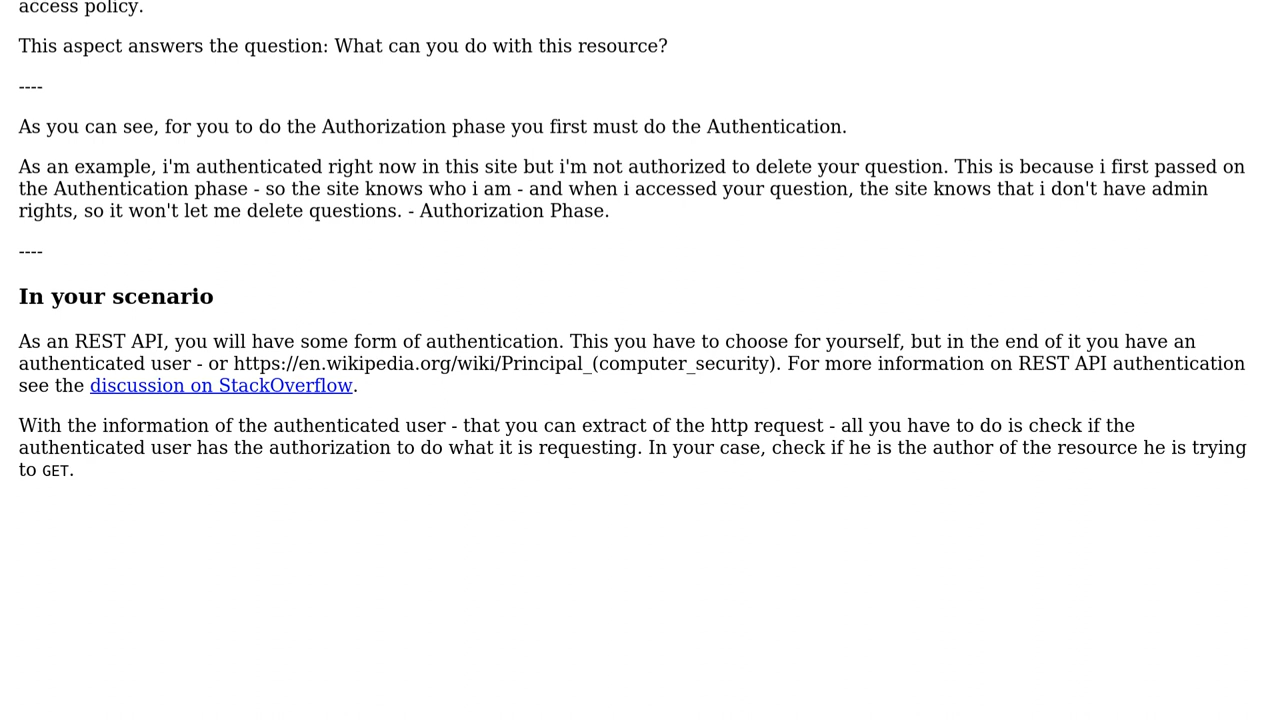 access policy.
This aspect answers the question: What can you do with this resource?
----
As you can see, for you to do the Authorization phase you first must do the Authentication.
As an example, i'm authenticated right now in this site but i'm not authorized to delete your question. This is because i first passed on
the Authentication phase - so the site knows who i am - and when i accessed your question, the site knows that i don't have admin
rights, so it won't let me delete questions. - Authorization Phase.
----
In your scenario
As an REST API, you will have some form of authentication. This you have to choose for yourself, but in the end of it you have an
authenticated user - or https://en.wikipedia.org/wiki/Principal_(computer_security). For more information on REST API authentication
see the discussion on StackOverflow.
With the information of the authenticated user - that you can extract of the http request - all you have to do is check if the
authenticated user has the authorization to do what it is requesting. In your case, check if he is the author of the resource he is trying
to GET.